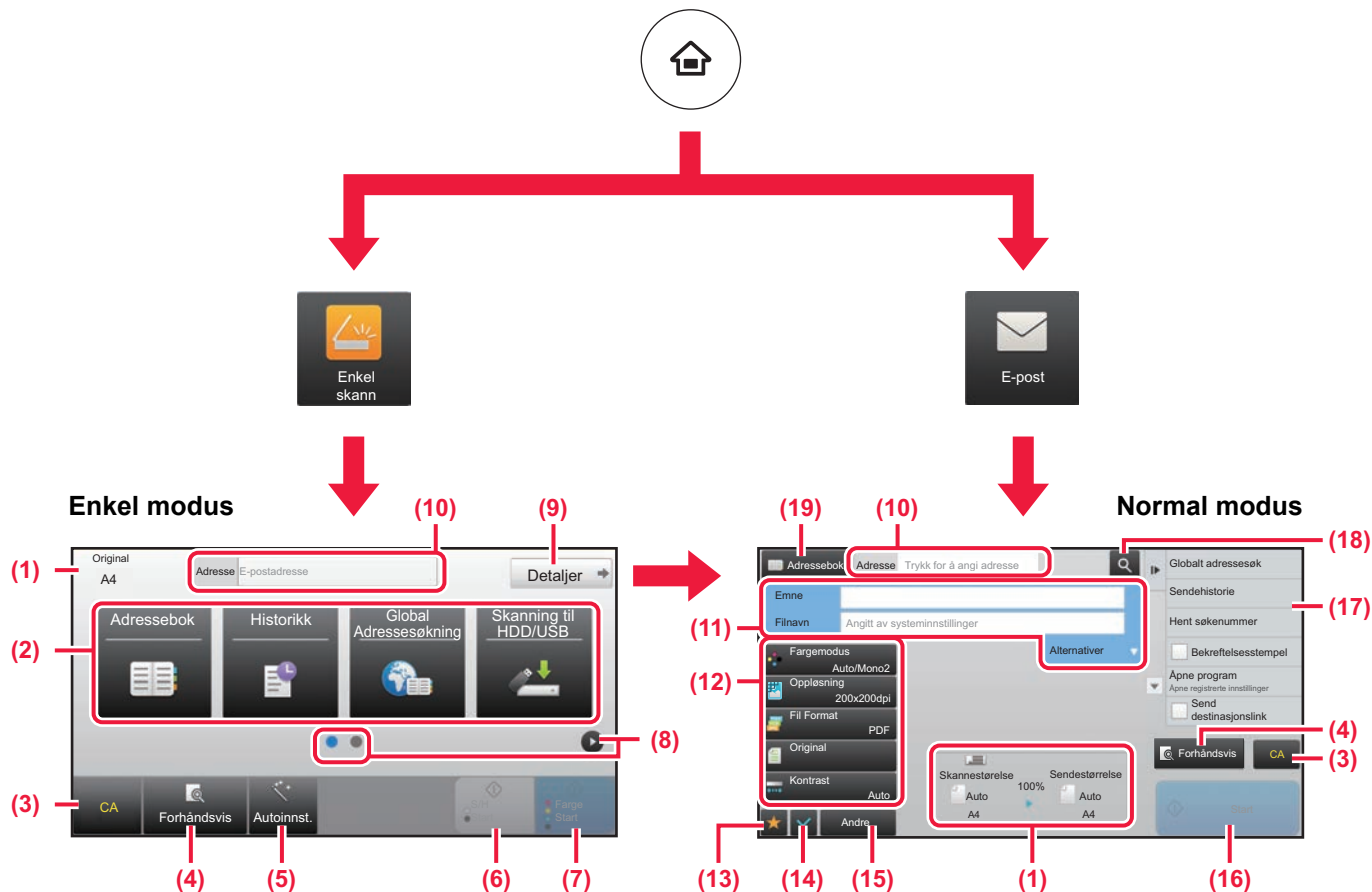 Enkel
skann
E-post
Enkel modus
Normal modus
(10)
(9)
(19)
(10)
(18)
(1)
Original
A4
Adresse
E-postadresse
Detaljer
(2)
Adressebok
Historikk
Global
Adressesøkning
Skanning til
HDD/USB
(8)
(3)
CA
Forhåndsvis
Autoinnst.
Farge
Start
(4)
(5)
(6)
(7)
Adressebok
Adresse
Trykk for å angi adresse
Emne
Filnavn
Angitt av systeminnstillinger
Alternativer
(11)
(12)
Fargemodus
Auto/Mono2
Oppløsning
200x200dpi
Fil Format
PDF
Original
Kontrast
Auto
Andre
Skannestørelse
Auto
A4
100%
Sendestørrelse
Auto
A4
Globalt adressesøk
Sendehistorie
(17)
Hent søkenummer
Bekreftelsesstempel
Åpne program
Åpne registrerte innstillinger
Send
destinasjonslink
(4)
Forhåndsvis
CA
(3)
Start
(13)
(14)
(15)
(1)
(16)